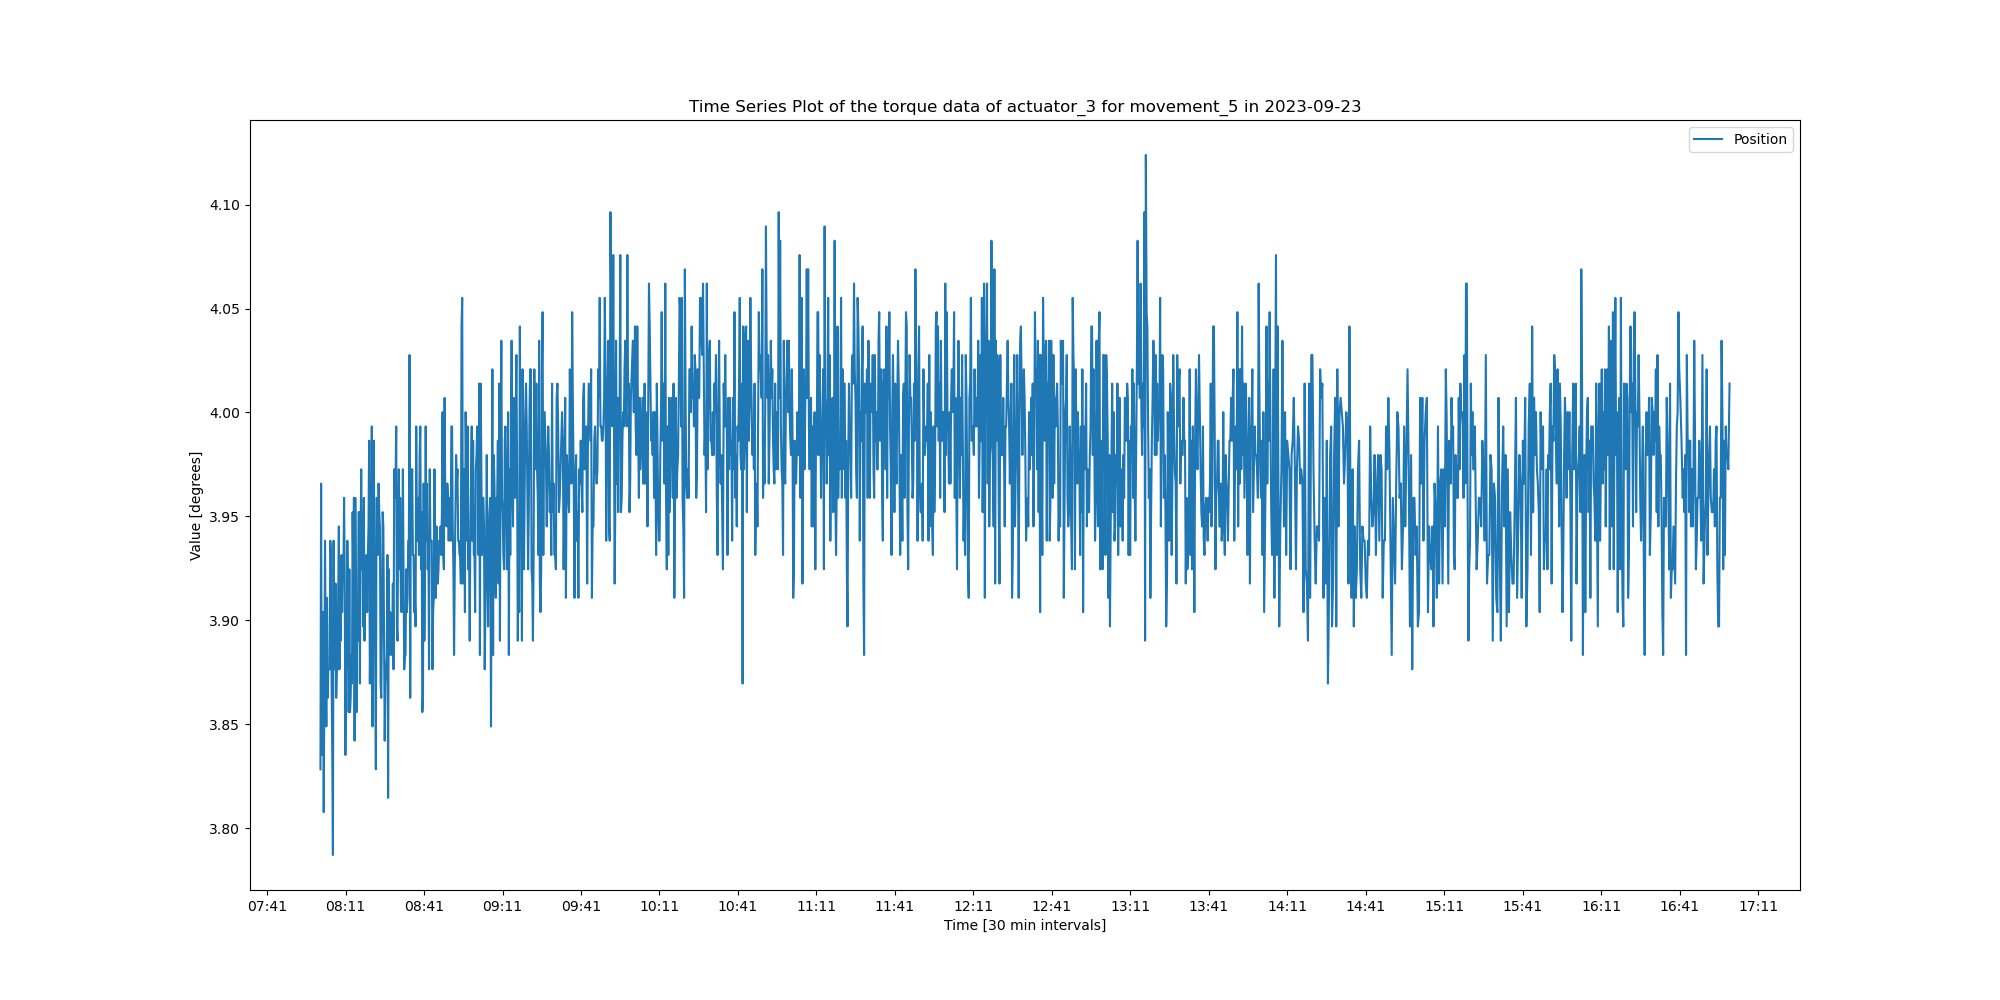 Time Series Plot of the torque data of actuator_3 for movement_5 in 2023-09-23
Position
4.10
4.05
4.00
3.95
3.90
3.85
3.80
Value [degrees]
07:41 08:11 08:41 09:11 09:41 10:11 10:41 11:11 11:41 12:11 12:41 13:11 13:41 14:11 14:41 15:11 15:41 16:11 16:41 17:11
Time [30 min intervals]